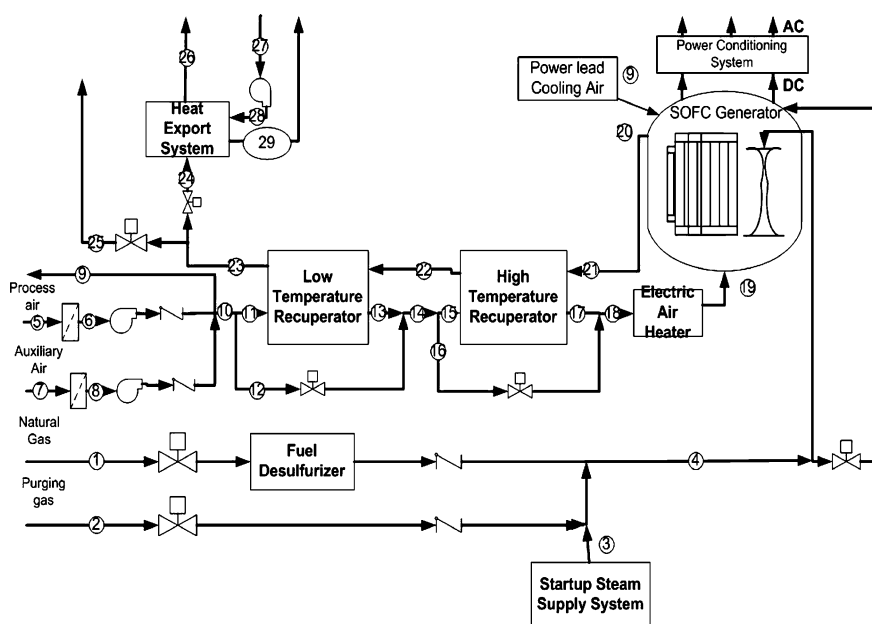 AC
Power Conditioning
System
DC
26
27
Power lead
Cooling Air
9
SOFC Generator
Heat
Export
System
28
29
20
24
25
23
Low
Temperature
Recuperator
22
High
Temperature
Recuperator
21
9
19
Process
air
5
6
10
11
13
14
15
17
18
Electric
Air
Heater
16
Auxiliary
Air
7
8
12
Natural
Gas
1
Fuel
Desulfurizer
4
Purging
gas
2
3
Startup Steam
Supply System